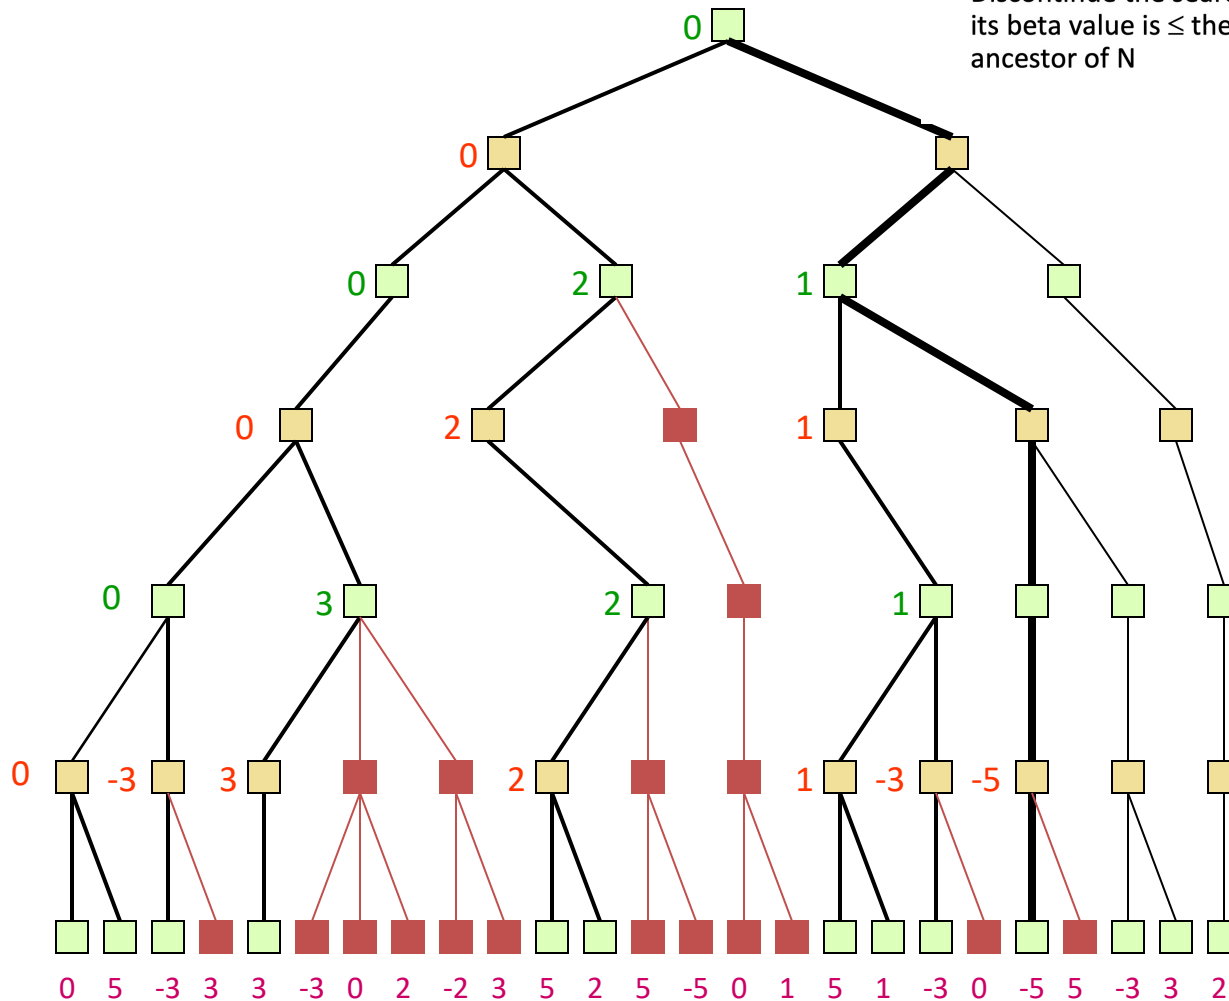 Discontinue the sear
its beta value is ≤ the
ancestor of N
0
0
0 2 1
0 2 1
0 3 2 1
0 -3 3 2 1 -3 -5
0 5 -3 3 3 -3 0 2 -2 3 5 2 5 -5 0 1 5 1 -3 0 -5 5 -3 3 2